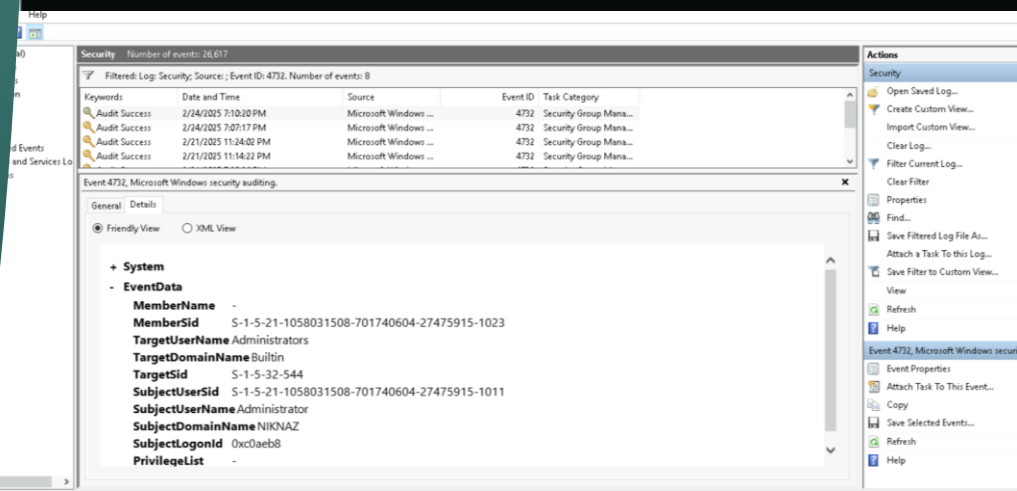 Help
al)
s
on
d Events
and Services Lo
s
Security Number of events: 26,617
Filtered: Log: Security; Source: ; Event ID: 4732. Number of events: 8
Keywords Date and Time Source Event ID Task Category
Audit Success 2/24/2025 7:10:20 PM Microsoft Windows ... 4732 Security Group Mana...
Audit Success 2/24/2025 7:07:17 PM Microsoft Windows ... 4732 Security Group Mana...
Audit Success 2/21/2025 11:24:02 PM Microsoft Windows ... 4732 Security Group Mana...
Audit Success 2/21/2025 11:14:22 PM Microsoft Windows ... 4732 Security Group Mana...
Event 4732, Microsoft Windows security auditing.
General Details
Friendly View XML View
+ System
- EventData
MemberName -
MemberSid S-1-5-21-1058031508-701740604-27475915-1023
TargetUserName Administrators
TargetDomainName Builtin
TargetSid S-1-5-32-544
SubjectUserSid S-1-5-21-1058031508-701740604-27475915-1011
SubjectUserName Administrator
SubjectDomainName NIKNAZ
SubjectLogonId 0xc0aeb8
PrivilegeList -
Actions
Security
Open Saved Log...
Create Custom View...
Import Custom View...
Clear Log...
Filter Current Log...
Clear Filter
Properties
Find...
Save Filtered Log File As...
Attach a Task To this Log...
Save Filter to Custom View...
View
Refresh
Help
Event 4732, Microsoft Windows securi
Event Properties
Attach Task To This Event...
Copy
Save Selected Events...
Refresh
Help